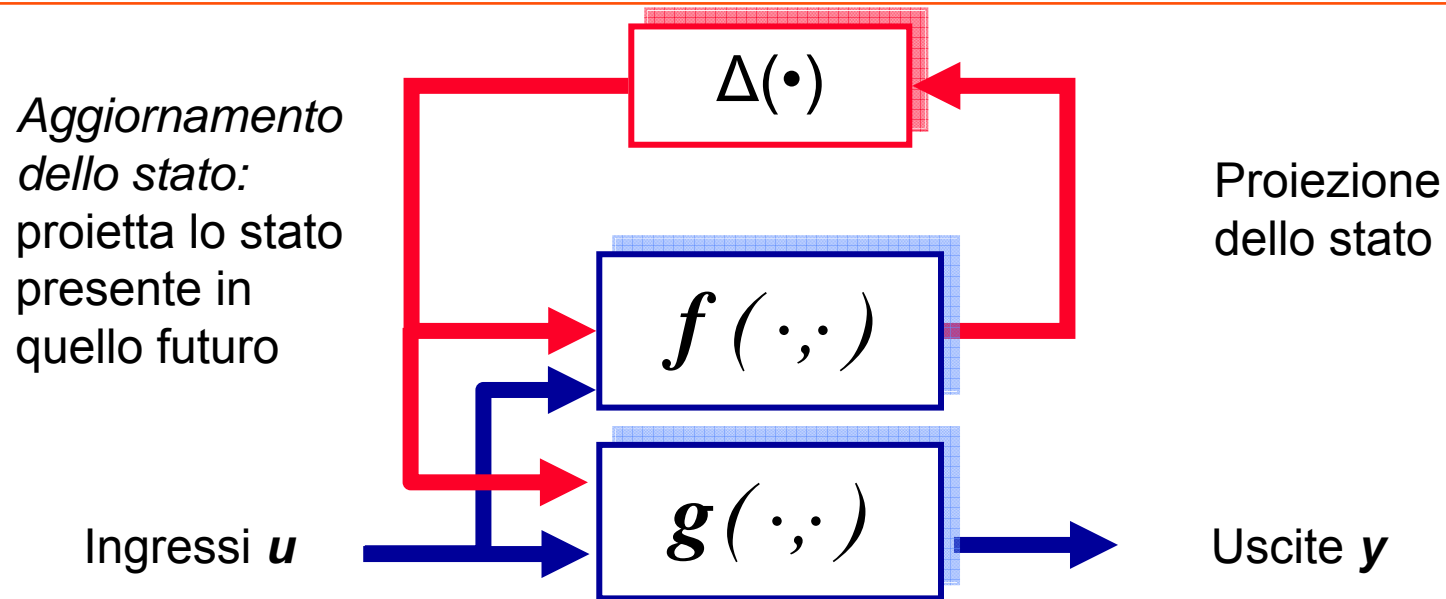 Δ(•)
Aggiornamento
dello stato:
proietta lo stato
presente in
quello futuro
Proiezione
dello stato
f ( ·,· )
g( ·,· )
Ingressi u
Uscite y